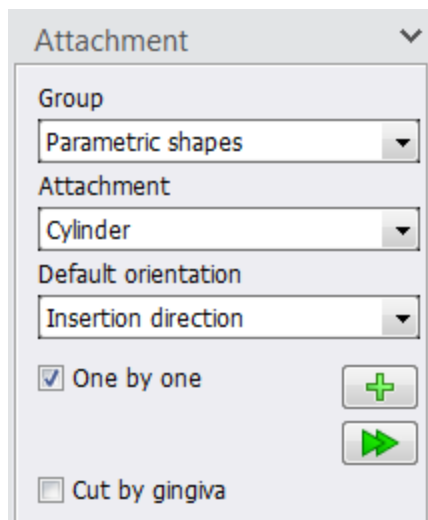 Attachment
Group
Parametric shapes
Attachment
Cylinder
Default orientation
Insertion direction
One by one
Cut by gingiva